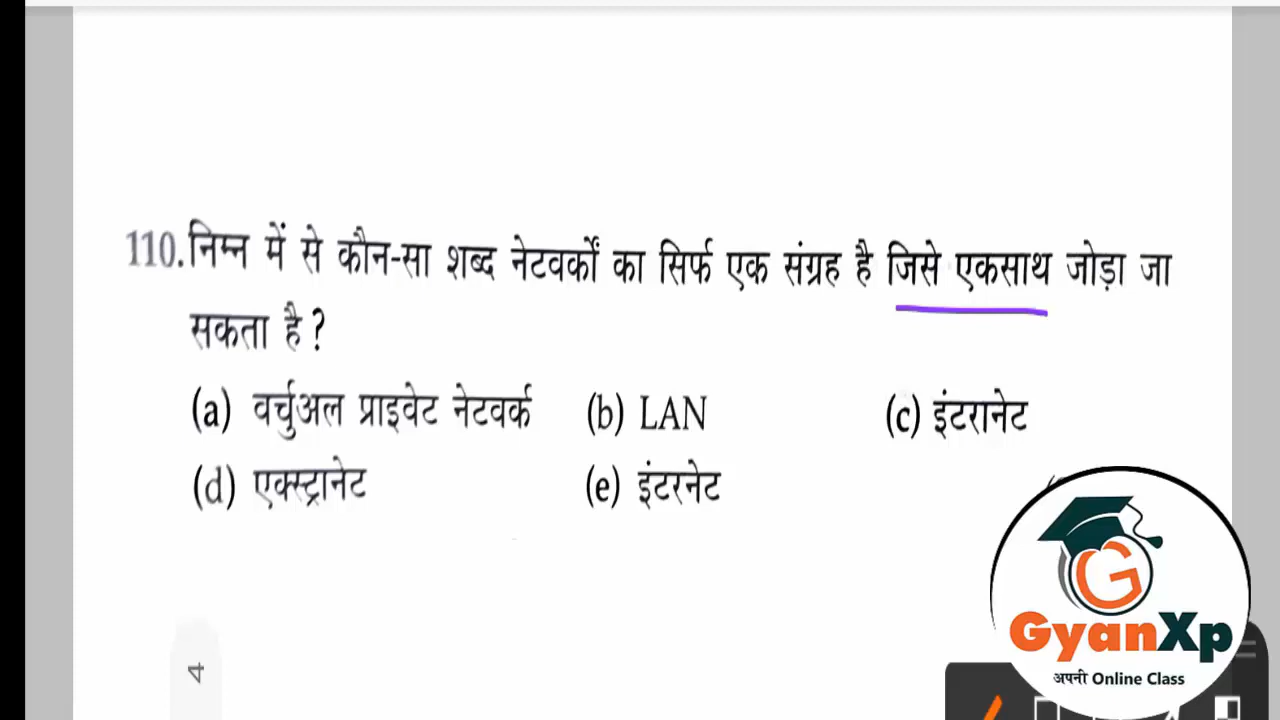 110. निम्न में से कौन-सा शब्द नेटवर्कों का सिर्फ एक संग्रह है जिसे एकसाथ जोड़ा जा
सकता है ?
(a) वर्चुअल प्राइवेट नेटवर्क (b) LAN (c) इंटरानेट
(d) एक्स्ट्रानेट (e) इंटरनेट
G
GyanXp
अपनी Online Class
4